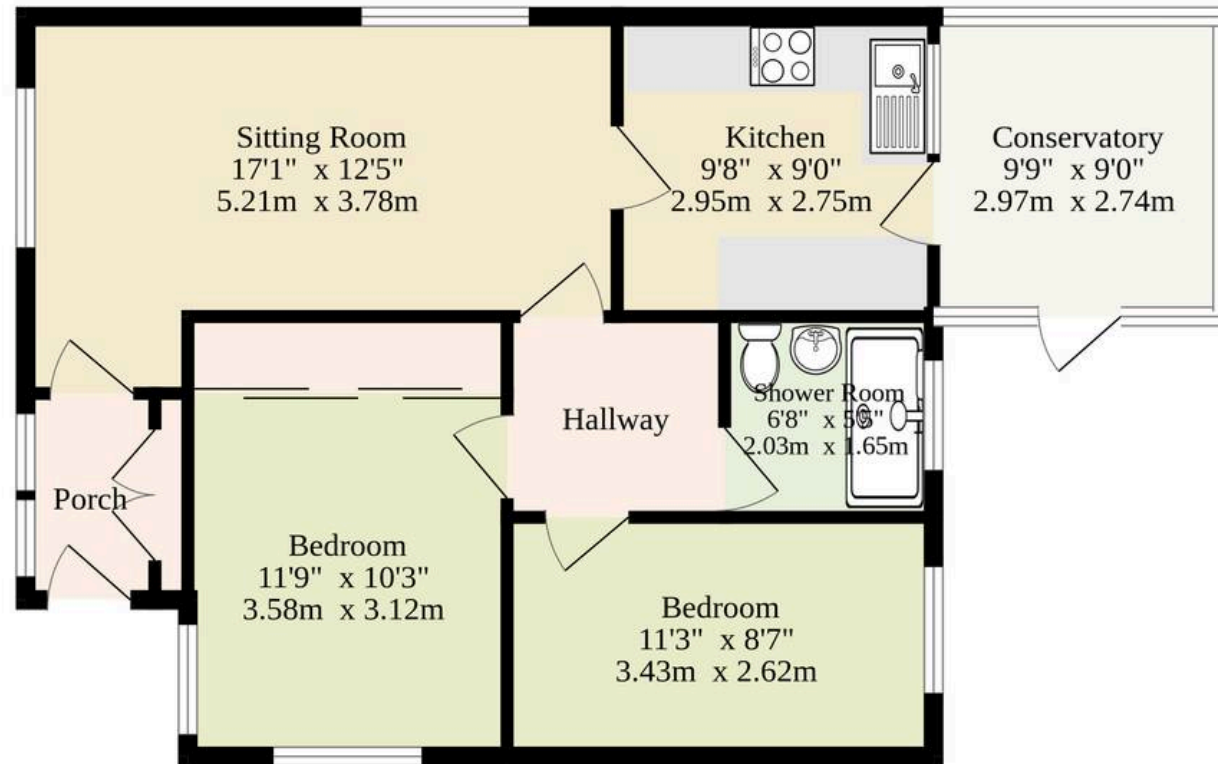 Sitting Room
17'1" x 12'5"
5.21m x 3.78m
Kitchen
9'8" x 9'0"
2.95m x 2.75m
Conservatory
9'9" x 9'0"
2.97m x 2.74m
Shower Room
6'8" x 5'5"
2.03m x 1.65m
Hallway
Porch
Bedroom
11'9" x 10'3"
3.58m x 3.12m
Bedroom
11'3" x 8'7"
3.43m x 2.62m